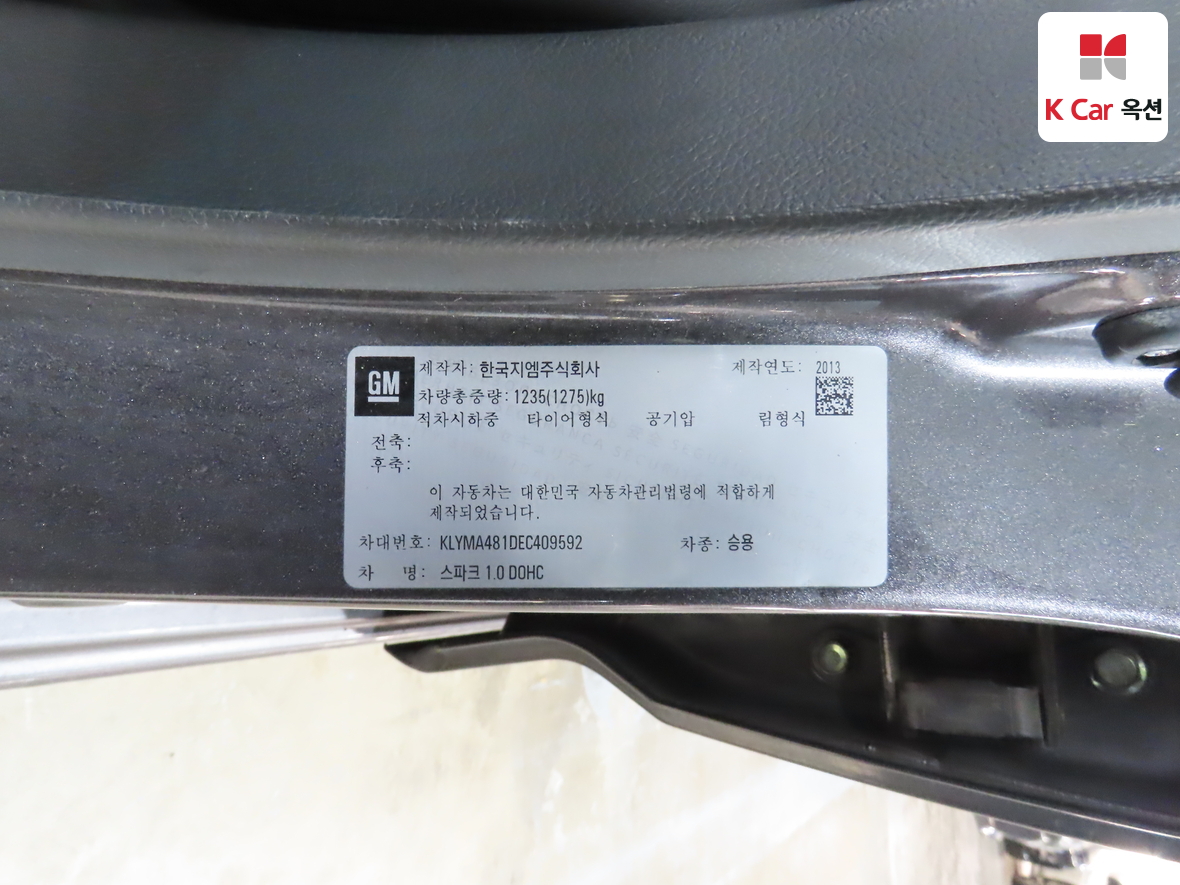 K Car 옥션
GM
제작자: 한국지엠주식회사 제작연도: 2013
차량총중량: 1235(1275)kg
적차시하중 타이어형식 공기압 림형식
전축:
후축:
이 자동차는 대한민국 자동차관리법령에 적합하게
제작되었습니다.
차대번호: KLYMA481DEC409592 차종: 승용
차 명: 스파크 1.0 DOHC